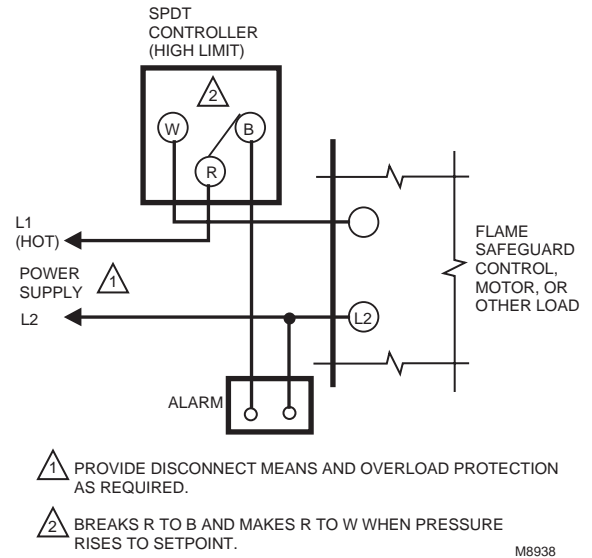 SPDT
CONTROLLER
(HIGH LIMIT)
2
W
B
R
L1
(HOT)
POWER
SUPPLY
1
L2
L2
FLAME
SAFEGUARD
CONTROL,
MOTOR, OR
OTHER LOAD
ALARM
1 PROVIDE DISCONNECT MEANS AND OVERLOAD PROTECTION
AS REQUIRED.
2 BREAKS R TO B AND MAKES R TO W WHEN PRESSURE
RISES TO SETPOINT.
M8938